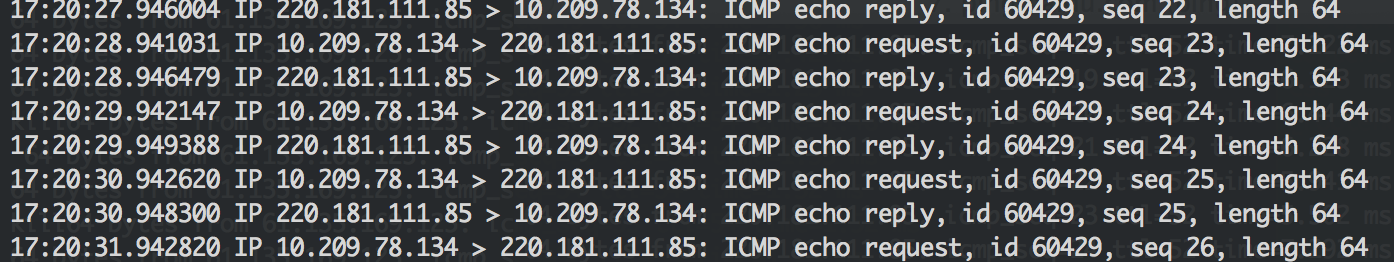 17:20:27.946004 IP 220.181.111.85 > 10.209.78.134: ICMP echo reply, id 60429, seq 22, length 64
17:20:28.941031 IP 10.209.78.134 > 220.181.111.85: ICMP echo request, id 60429, seq 23, length 64
17:20:28.946479 IP 220.181.111.85 > 10.209.78.134: ICMP echo reply, id 60429, seq 23, length 64
17:20:29.942147 IP 10.209.78.134 > 220.181.111.85: ICMP echo request, id 60429, seq 24, length 64
17:20:29.949388 IP 220.181.111.85 > 10.209.78.134: ICMP echo reply, id 60429, seq 24, length 64
17:20:30.942620 IP 10.209.78.134 > 220.181.111.85: ICMP echo request, id 60429, seq 25, length 64
17:20:30.948300 IP 220.181.111.85 > 10.209.78.134: ICMP echo reply, id 60429, seq 25, length 64
17:20:31.942820 IP 10.209.78.134 > 220.181.111.85: ICMP echo request, id 60429, seq 26, length 64